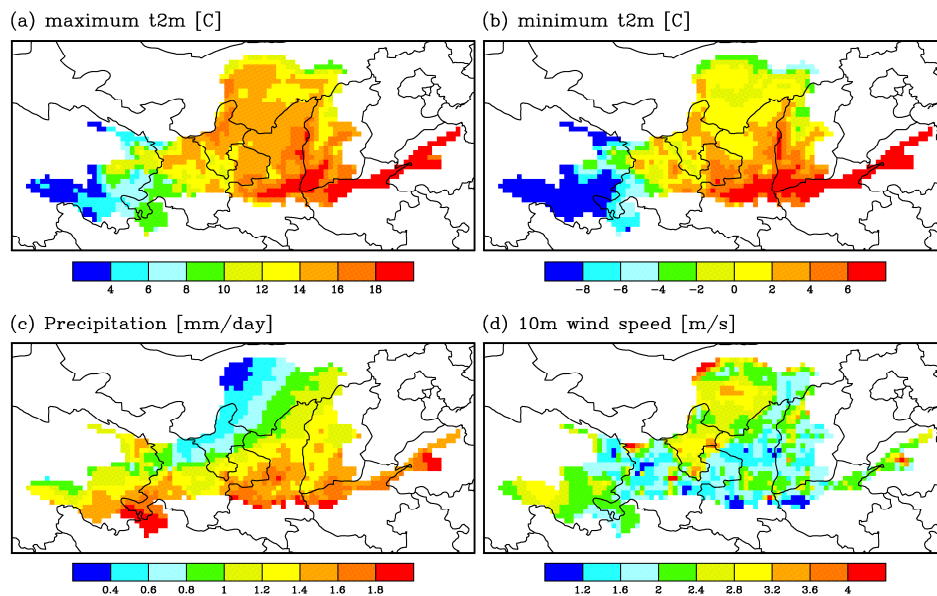 (a) maximum t2m [C]
(b) minimum t2m [C]
4 6 8 10 12 14 16 18
-8 -6 -4 -2 0 2 4 6
(c) Precipitation [mm/day]
(d) 10m wind speed [m/s]
0.4 0.6 0.8 1 1.2 1.4 1.6 1.8
1.2 1.6 2 2.4 2.8 3.2 3.6 4